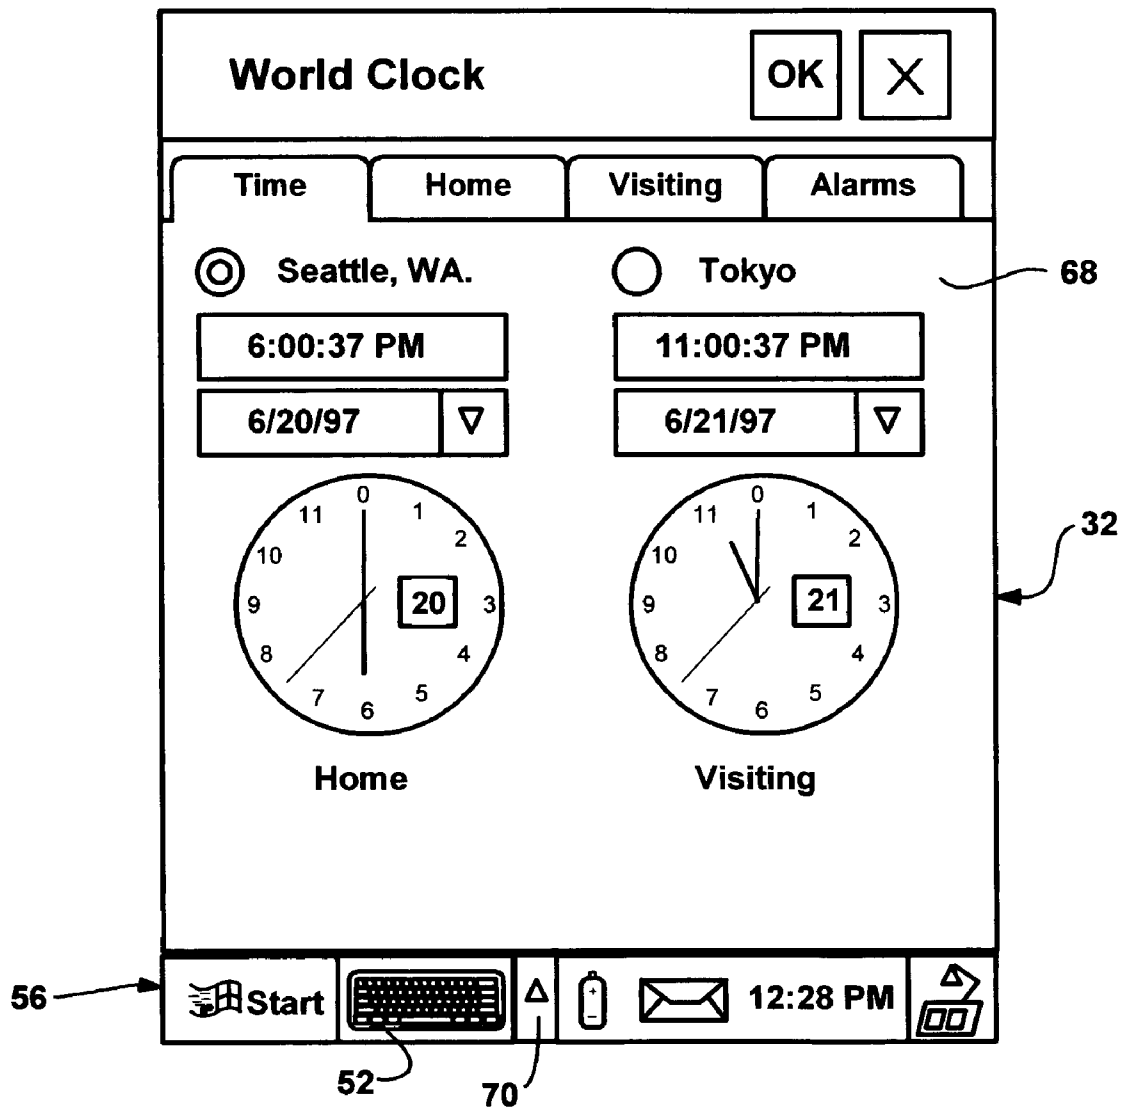 World Clock
OK
X
Time
Home
Visiting
Alarms
Seattle, WA.
Tokyo
68
6:00:37 PM
11:00:37 PM
6/20/97
6/21/97
0
1
2
3
4
5
6
7
8
9
10
11
20
0
1
2
3
4
5
6
7
8
9
10
11
21
32
Home
Visiting
56
Start
12:28 PM
52
70